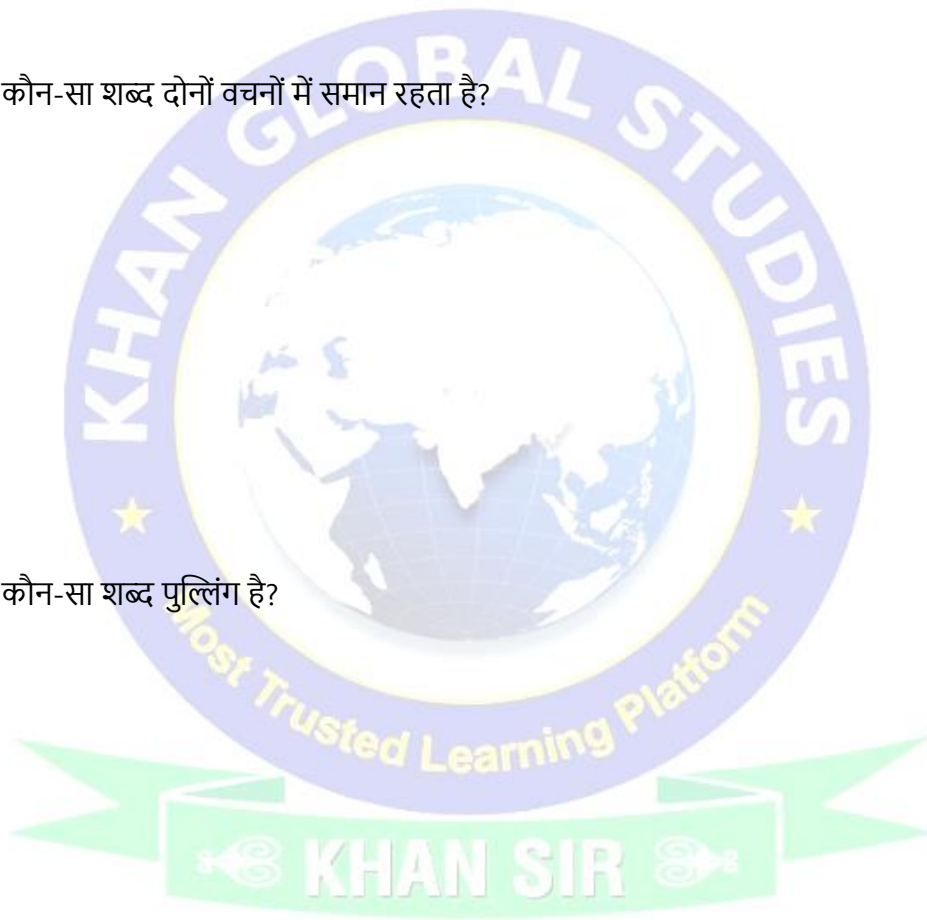 कौन-सा शब्द दोनों वचनों में समान रहता है?
KHAN GLOBAL STUDIES
कौन-सा शब्द पुल्लिंग है?
Most Trusted Learning Platform
KHAN SIR